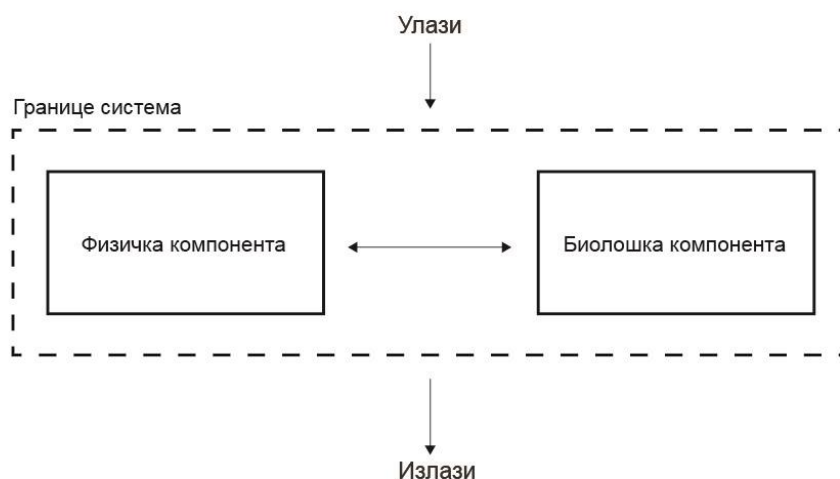 Улази
Границе система
Физичка компонента
Биолошка компонента
Излази